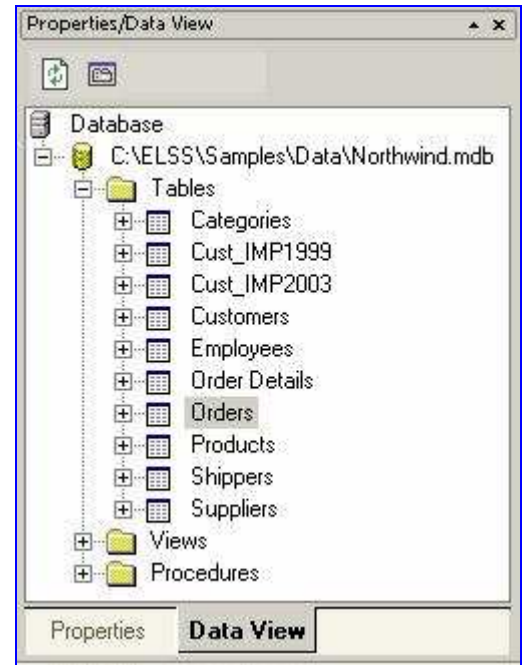 Properties/Data View
Database
C:\ELSS\Samples\Data\Northwind.mdb
Tables
Categories
Cust_IMP1999
Cust_IMP2003
Customers
Employees
Order Details
Orders
Products
Shippers
Suppliers
Views
Procedures
Properties Data View